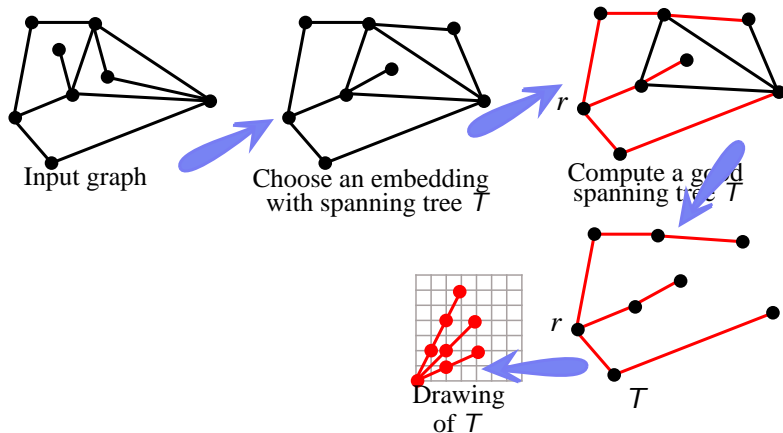 Input graph
Choose an embedding
with spanning tree T
r
Compute a good
spanning tree T
r
T
Drawing
of T